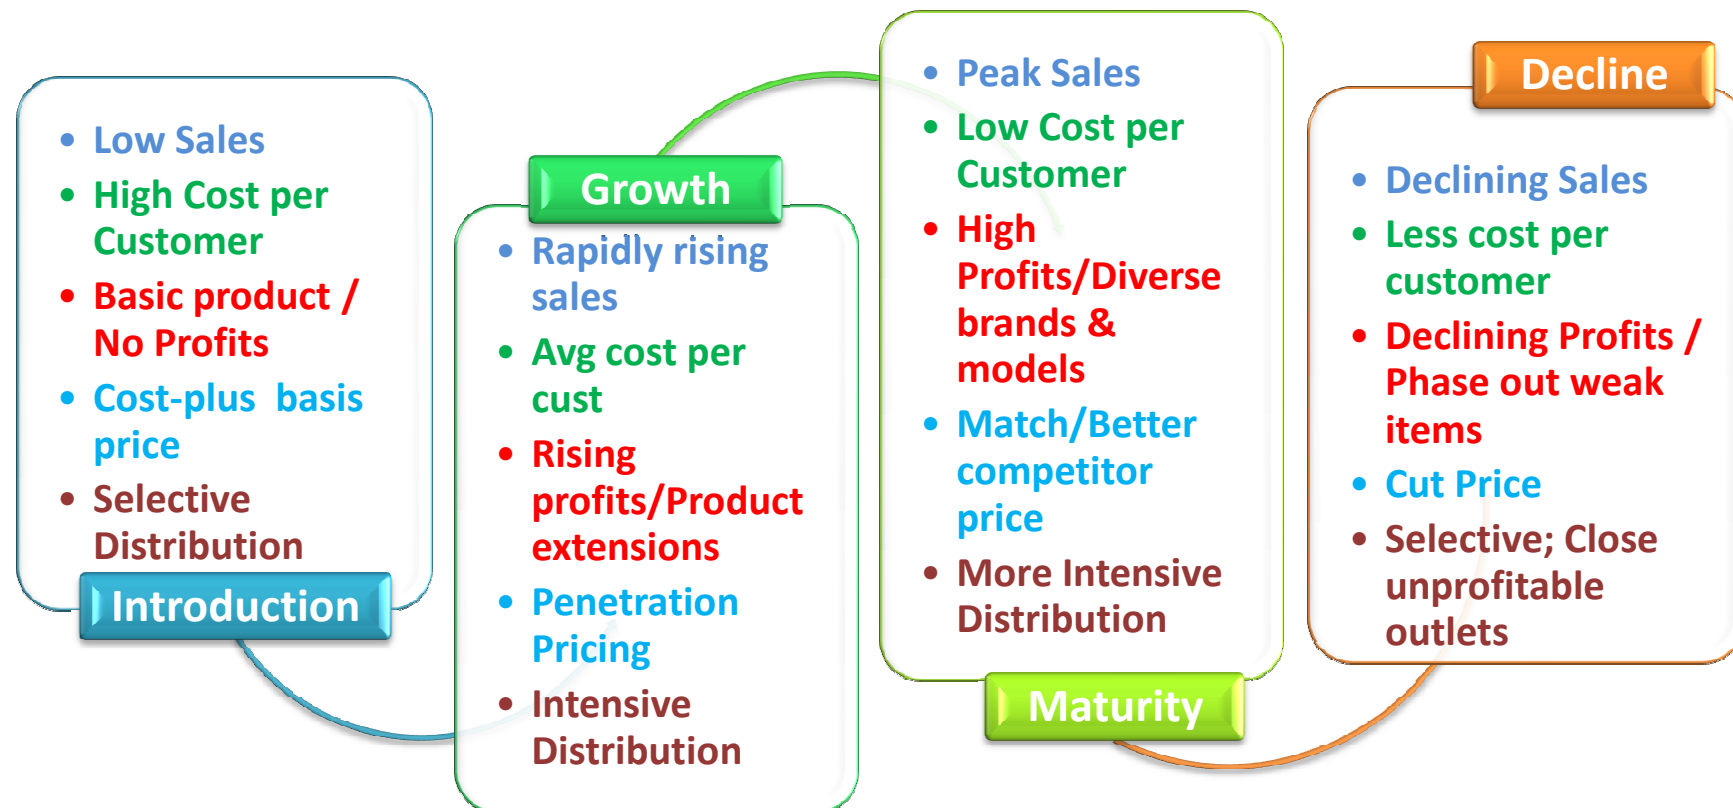 • Low Sales
• High Cost per
Customer
• Basic product /
No Profits
• Cost-plus  basis
price
• Selective
Distribution
Introduction
Growth
• Rapidly rising
sales
• Avg cost per
cust
• Rising
profits/Product
extensions
• Penetration
Pricing
• Intensive
Distribution
• Peak Sales
• Low Cost per
Customer
• High
Profits/Diverse
brands &
models
• Match/Better
competitor
price
• More Intensive
Distribution
Maturity
Decline
• Declining Sales
• Less cost per
customer
• Declining Profits /
Phase out weak
items
• Cut Price
• Selective; Close
unprofitable
outlets